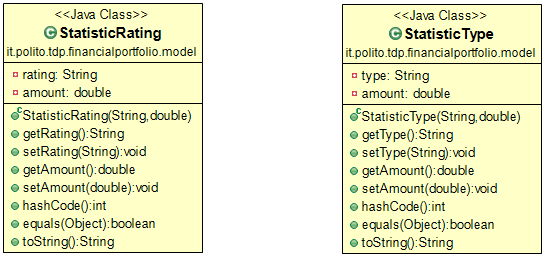 <<Java Class>>
StatisticRating
it.polito.tdp.financialportfolio.model
rating: String
amount: double
StatisticRating(String,double)
getRating():String
setRating(String):void
getAmount():double
setAmount(double):void
hashCode():int
equals(Object):boolean
toString():String
<<Java Class>>
StatisticType
it.polito.tdp.financialportfolio.model
type: String
amount: double
StatisticType(String,double)
getType():String
setType(String):void
getAmount():double
setAmount(double):void
hashCode():int
equals(Object):boolean
toString():String